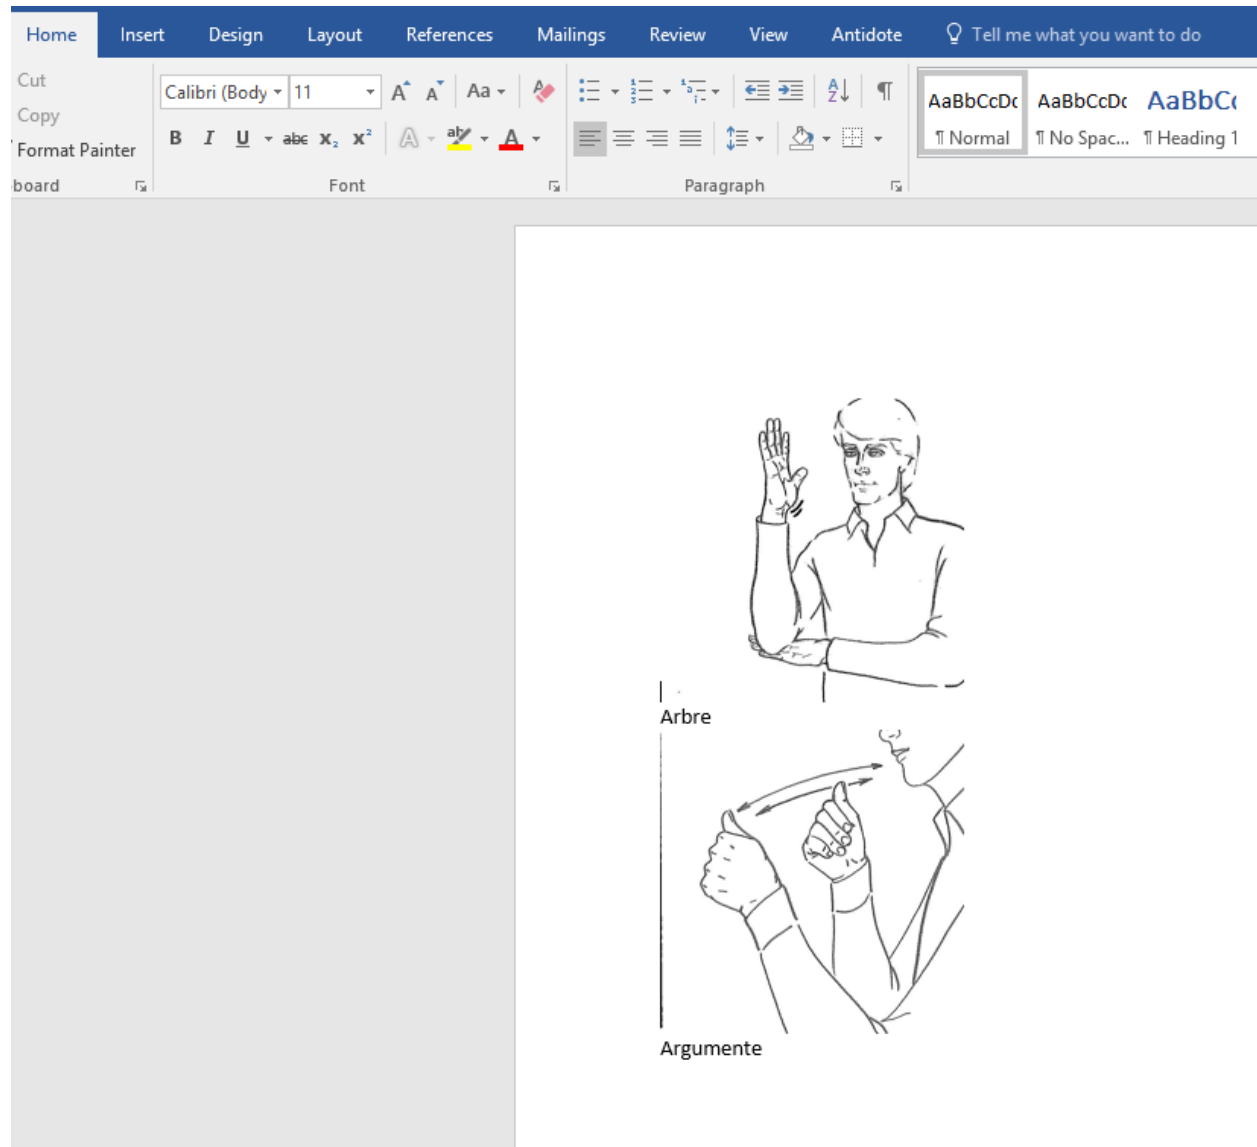 Home Insert Design Layout References Mailings Review View Antidote Tell me what you want to do
Cut
Copy
Format Painter
board
Calibri (Body 11 Aa
B I U abc x₂ x² A ab A
Font
Paragraph
AaBbCcDc AaBbCcDc AaBbCc
¶ Normal ¶ No Spac... ¶ Heading 1
Arbre
Argumente